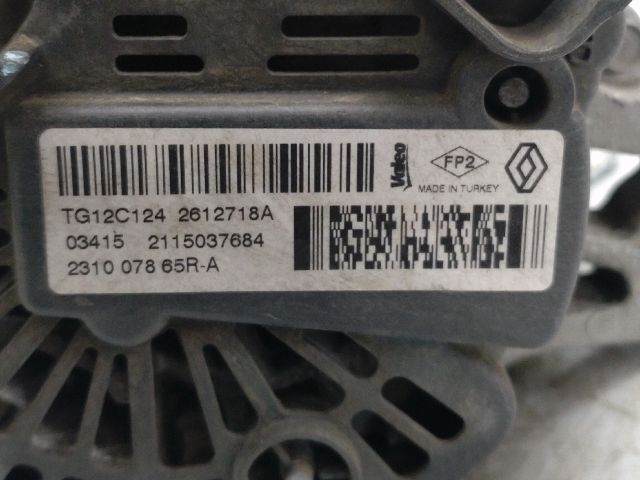 Valeo
FP2
MADE IN TURKEY
TG12C124 2612718A
03415 2115037684
2310 078 65R-A